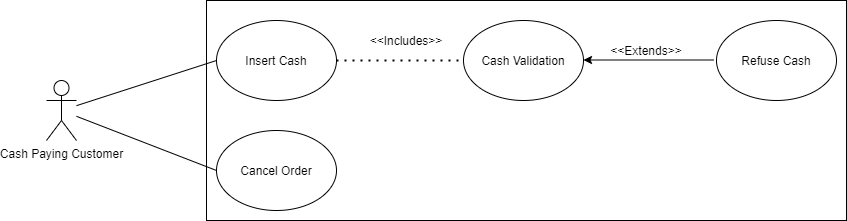 <<Includes>>
<<Extends>>
Insert Cash
Cash Validation
Refuse Cash
Cash Paying Customer
Cancel Order